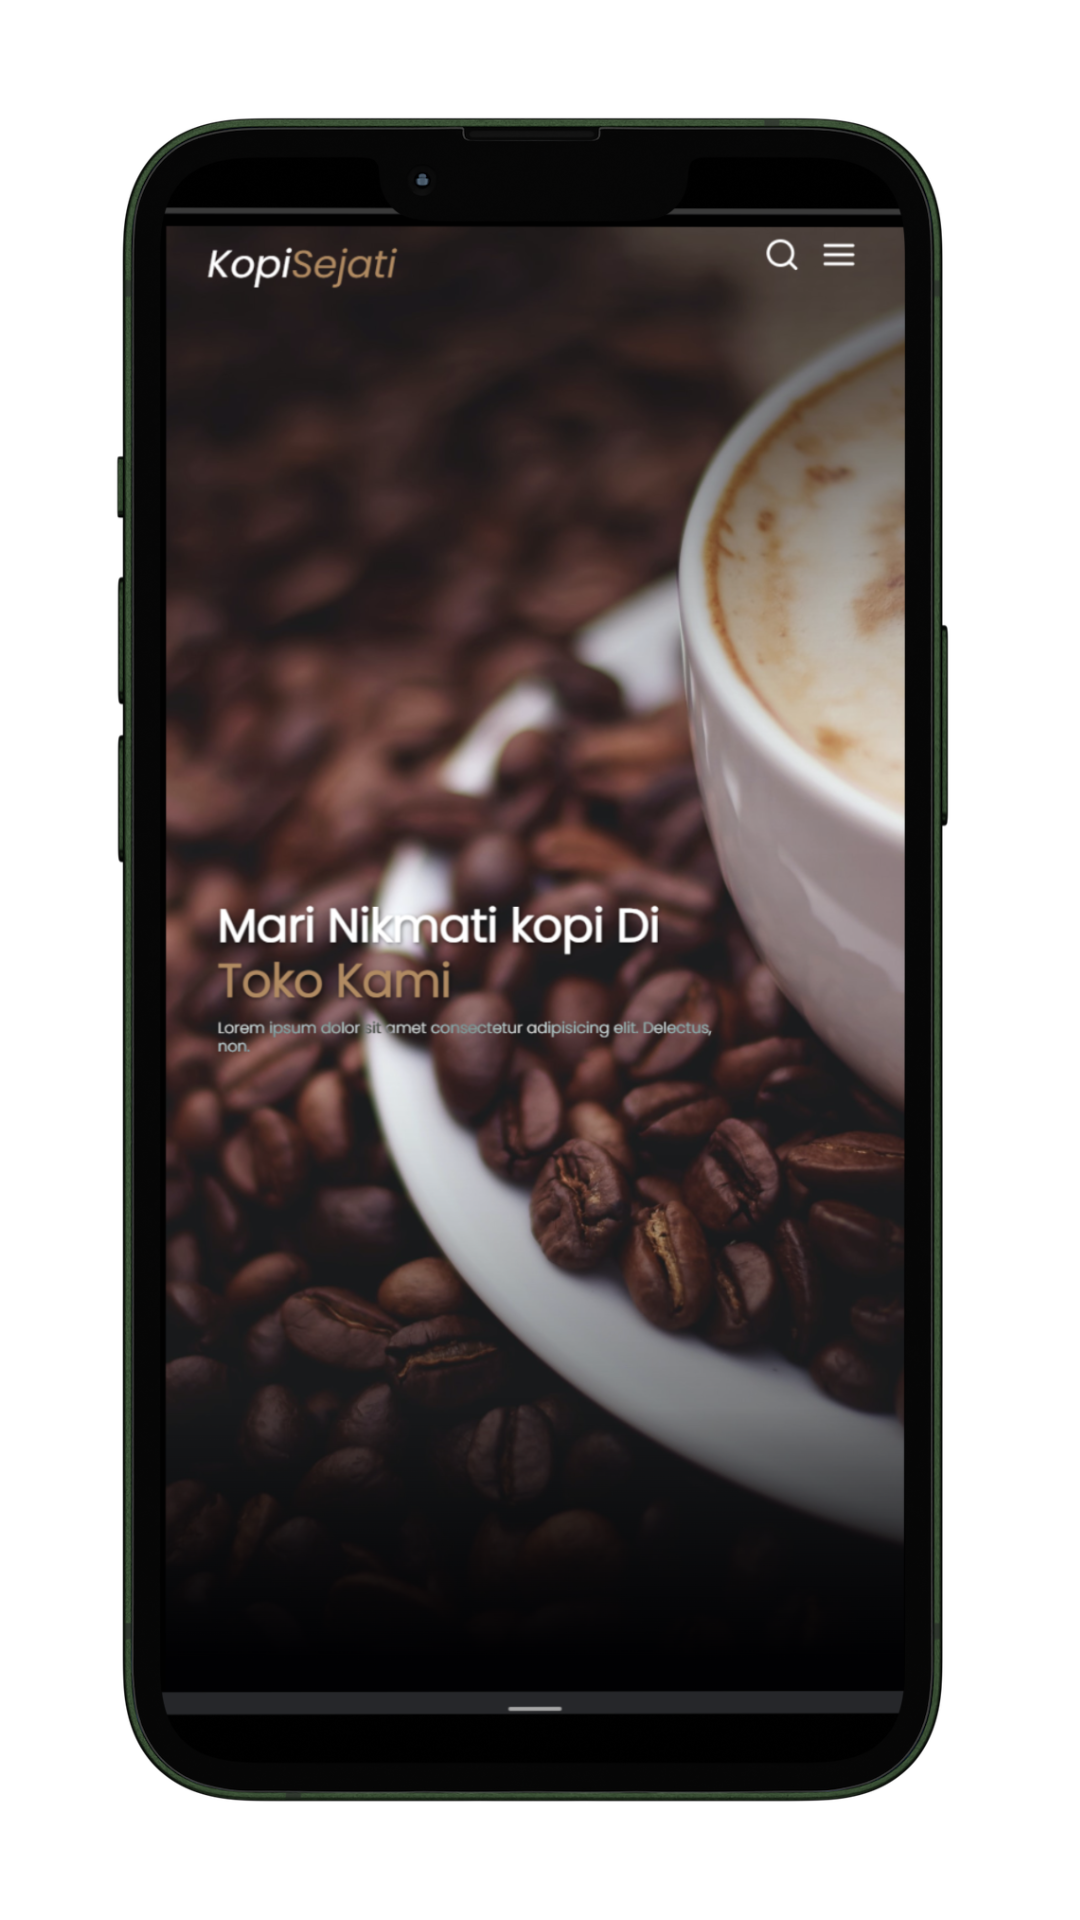 KopiSejati
Mari Nikmati kopi Di
Toko Kami
Lorem ipsum dolor sit amet consectetur adipisicing elit. Delectus,
non.